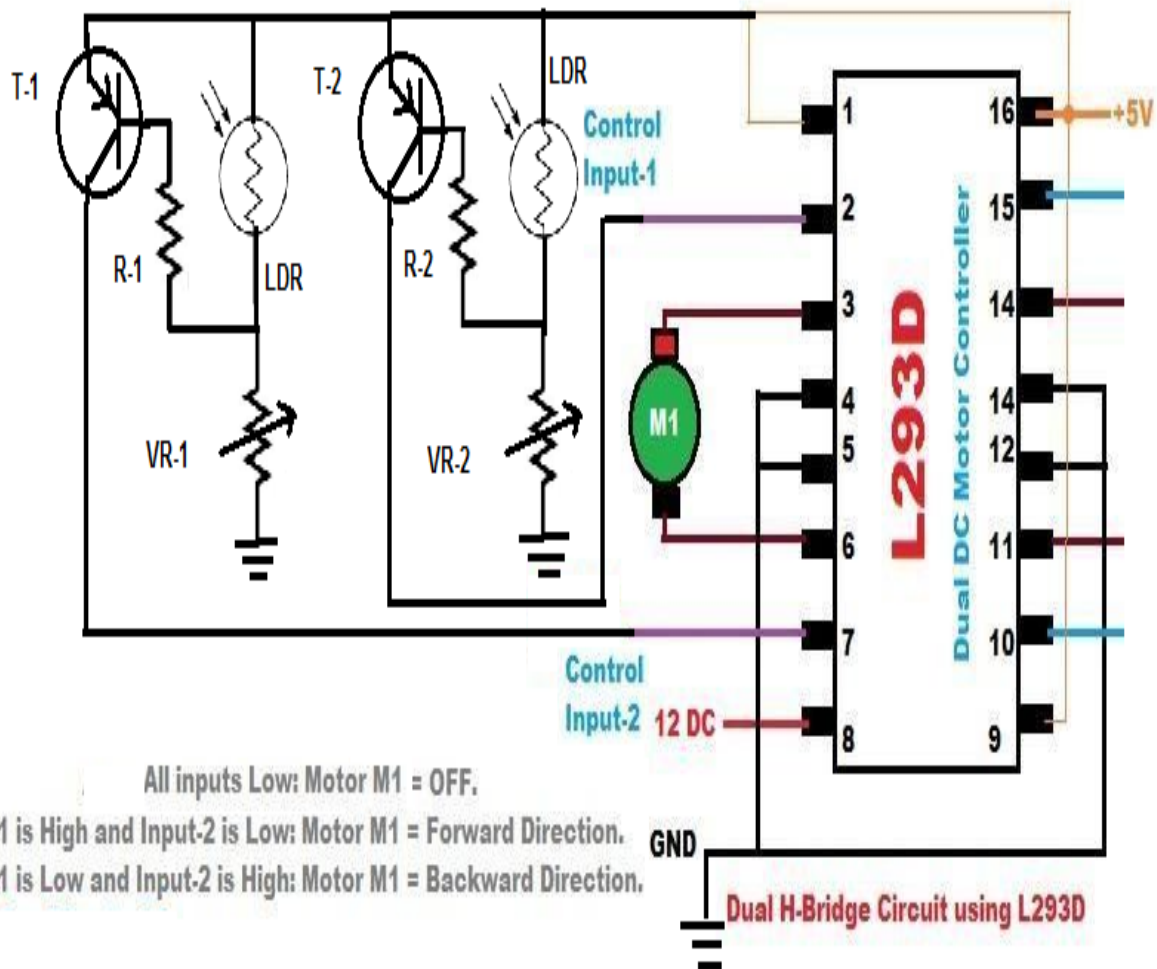 T-1
T-2
LDR
Control
Input-1
R-1
LDR
R-2
VR-1
VR-2
M1
1
2
3
4
5
6
7
8
L293D
Dual DC Motor Controller
16
15
14
14
12
11
10
9
+5V
Control
Input-2
12 DC
All inputs Low: Motor M1 = OFF.
1 is High and Input-2 is Low: Motor M1 = Forward Direction.
1 is Low and Input-2 is High: Motor M1 = Backward Direction.
GND
Dual H-Bridge Circuit using L293D